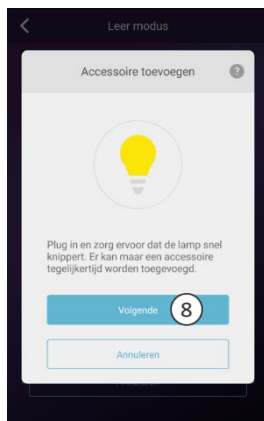 Leer modus
Accessoire toevoegen ?
Plug in en zorg ervoor dat de lamp snel
knippert. Er kan maar een accessoire
tegelijkertijd worden toegevoegd.
Volgende 8
Annuleren